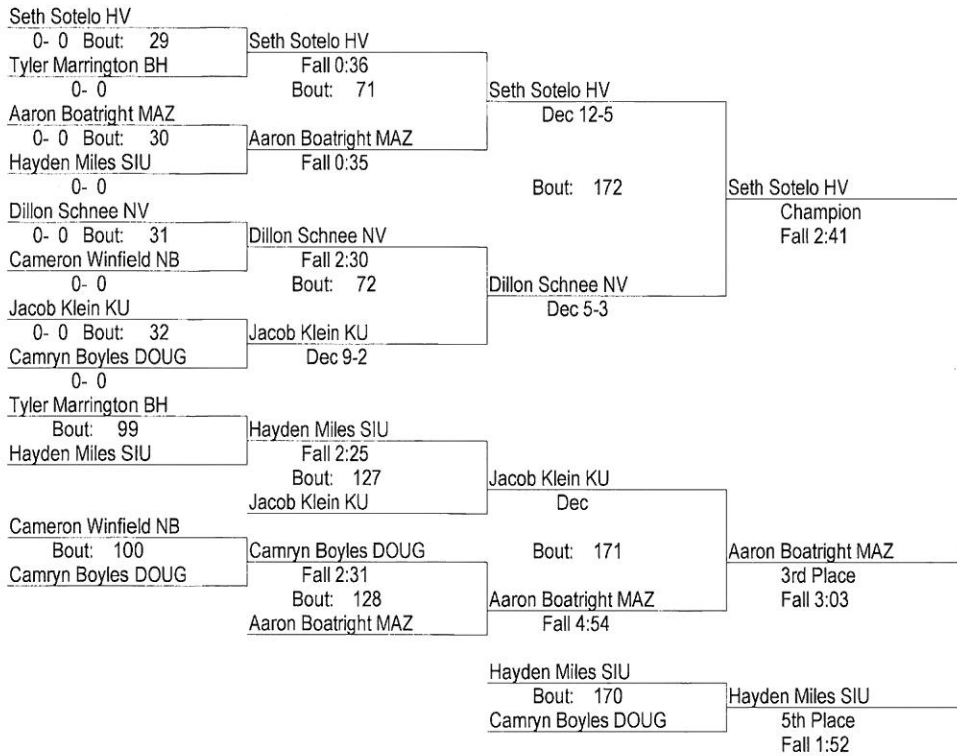 Seth Sotelo HV
0- 0 Bout: 29
Tyler Marrington BH
0- 0
Aaron Boatright MAZ
0- 0 Bout: 30
Hayden Miles SIU
0- 0
Dillon Schnee NV
0- 0 Bout: 31
Cameron Winfield NB
0- 0
Jacob Klein KU
0- 0 Bout: 32
Camryn Boyles DOUG
0- 0
Seth Sotelo HV
Fall 0:36
Bout: 71
Aaron Boatright MAZ
Fall 0:35
Dillon Schnee NV
Fall 2:30
Bout: 72
Jacob Klein KU
Dec 9-2
Seth Sotelo HV
Dec 12-5
Bout: 172
Dillon Schnee NV
Dec 5-3
Seth Sotelo HV
Champion
Fall 2:41
Tyler Marrington BH
Bout: 99
Hayden Miles SIU
Cameron Winfield NB
Bout: 100
Camryn Boyles DOUG
Hayden Miles SIU
Fall 2:25
Bout: 127
Jacob Klein KU
Camryn Boyles DOUG
Fall 2:31
Bout: 128
Aaron Boatright MAZ
Jacob Klein KU
Dec
Bout: 171
Aaron Boatright MAZ
Fall 4:54
Aaron Boatright MAZ
3rd Place
Fall 3:03
Hayden Miles SIU
Bout: 170
Camryn Boyles DOUG
Hayden Miles SIU
5th Place
Fall 1:52